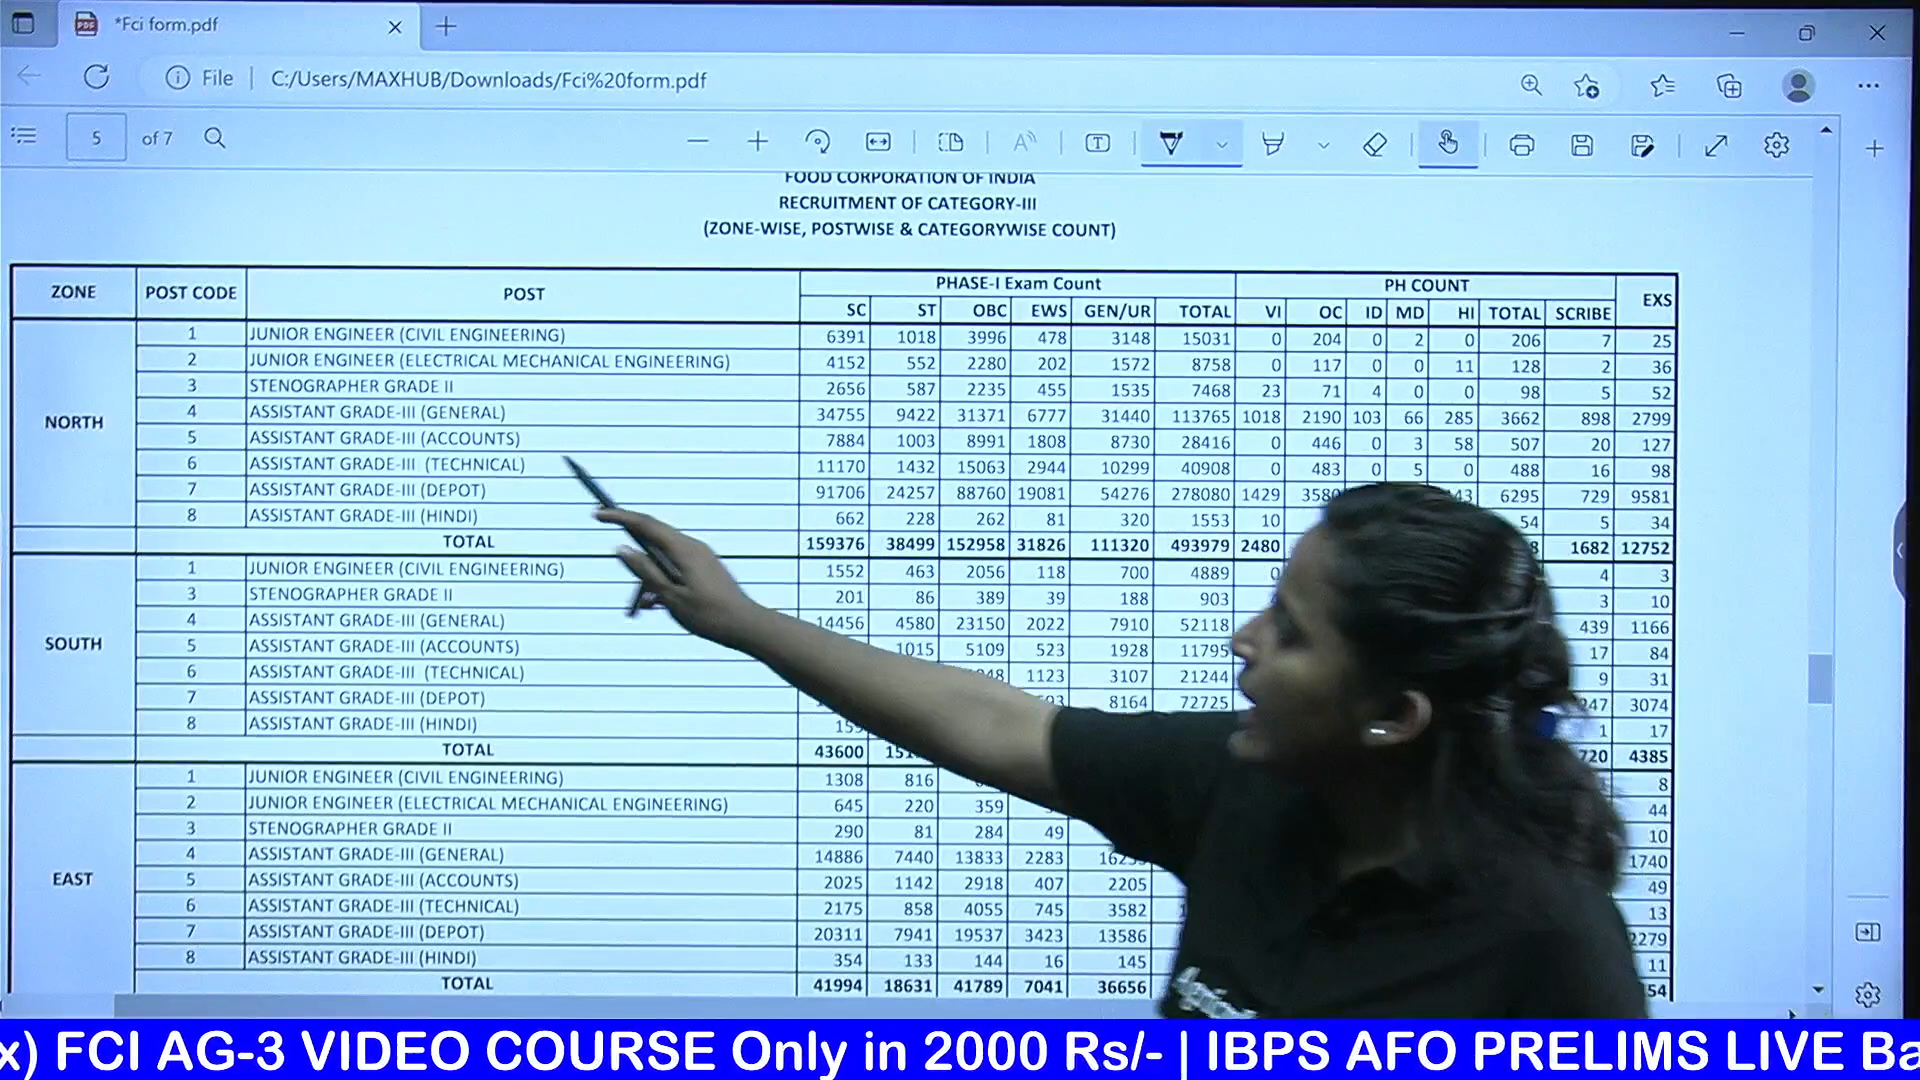 *Fci form.pdf
File | C:/Users/MAXHUB/Downloads/Fci%20form.pdf
5 of 7
FOOD CORPORATION OF INDIA
RECRUITMENT OF CATEGORY-III
(ZONE-WISE, POSTWISE & CATEGORYWISE COUNT)
ZONE POST CODE POST PHASE-I Exam Count PH COUNT EXS
SC ST OBC EWS GEN/UR TOTAL VI OC ID MD HI TOTAL SCRIBE
NORTH
1 JUNIOR ENGINEER (CIVIL ENGINEERING) 6391 1018 3996 478 3148 15031 0 204 0 2 0 206 7 25
2 JUNIOR ENGINEER (ELECTRICAL MECHANICAL ENGINEERING) 4152 552 2280 202 1572 8758 0 117 0 0 11 128 2 36
3 STENOGRAPHER GRADE II 2656 587 2235 455 1535 7468 23 71 4 0 0 98 5 52
4 ASSISTANT GRADE-III (GENERAL) 34755 9422 31371 6777 31440 113765 1018 2190 103 66 285 3662 898 2799
5 ASSISTANT GRADE-III (ACCOUNTS) 7884 1003 8991 1808 8730 28416 0 446 0 3 58 507 20 127
6 ASSISTANT GRADE-III (TECHNICAL) 11170 1432 15063 2944 10299 40908 0 483 0 5 0 488 16 98
7 ASSISTANT GRADE-III (DEPOT) 91706 24257 88760 19081 54276 278080 1429 3580 6295 729 9581
8 ASSISTANT GRADE-III (HINDI) 662 228 262 81 320 1553 10 54 5 34
TOTAL 159376 38499 152958 31826 111320 493979 2480 1682 12752
SOUTH
1 JUNIOR ENGINEER (CIVIL ENGINEERING) 1552 463 2056 118 700 4889 0 4 3
3 STENOGRAPHER GRADE II 201 86 389 39 188 903 3 10
4 ASSISTANT GRADE-III (GENERAL) 14456 4580 23150 2022 7910 52118 439 1166
5 ASSISTANT GRADE-III (ACCOUNTS) 1015 5109 523 1928 11795 17 84
6 ASSISTANT GRADE-III (TECHNICAL) 1123 3107 21244 9 31
7 ASSISTANT GRADE-III (DEPOT) 8164 72725 3074
8 ASSISTANT GRADE-III (HINDI) 1 17
TOTAL 43600 4385
EAST
1 JUNIOR ENGINEER (CIVIL ENGINEERING) 1308 816 8
2 JUNIOR ENGINEER (ELECTRICAL MECHANICAL ENGINEERING) 645 220 359 44
3 STENOGRAPHER GRADE II 290 81 284 49 10
4 ASSISTANT GRADE-III (GENERAL) 14886 7440 13833 2283 1740
5 ASSISTANT GRADE-III (ACCOUNTS) 2025 1142 2918 407 2205 49
6 ASSISTANT GRADE-III (TECHNICAL) 2175 858 4055 745 3582 13
7 ASSISTANT GRADE-III (DEPOT) 20311 7941 19537 3423 13586 2279
8 ASSISTANT GRADE-III (HINDI) 354 133 144 16 145 11
TOTAL 41994 18631 41789 7041 36656
x) FCI AG-3 VIDEO COURSE Only in 2000 Rs/- | IBPS AFO PRELIMS LIVE Ba